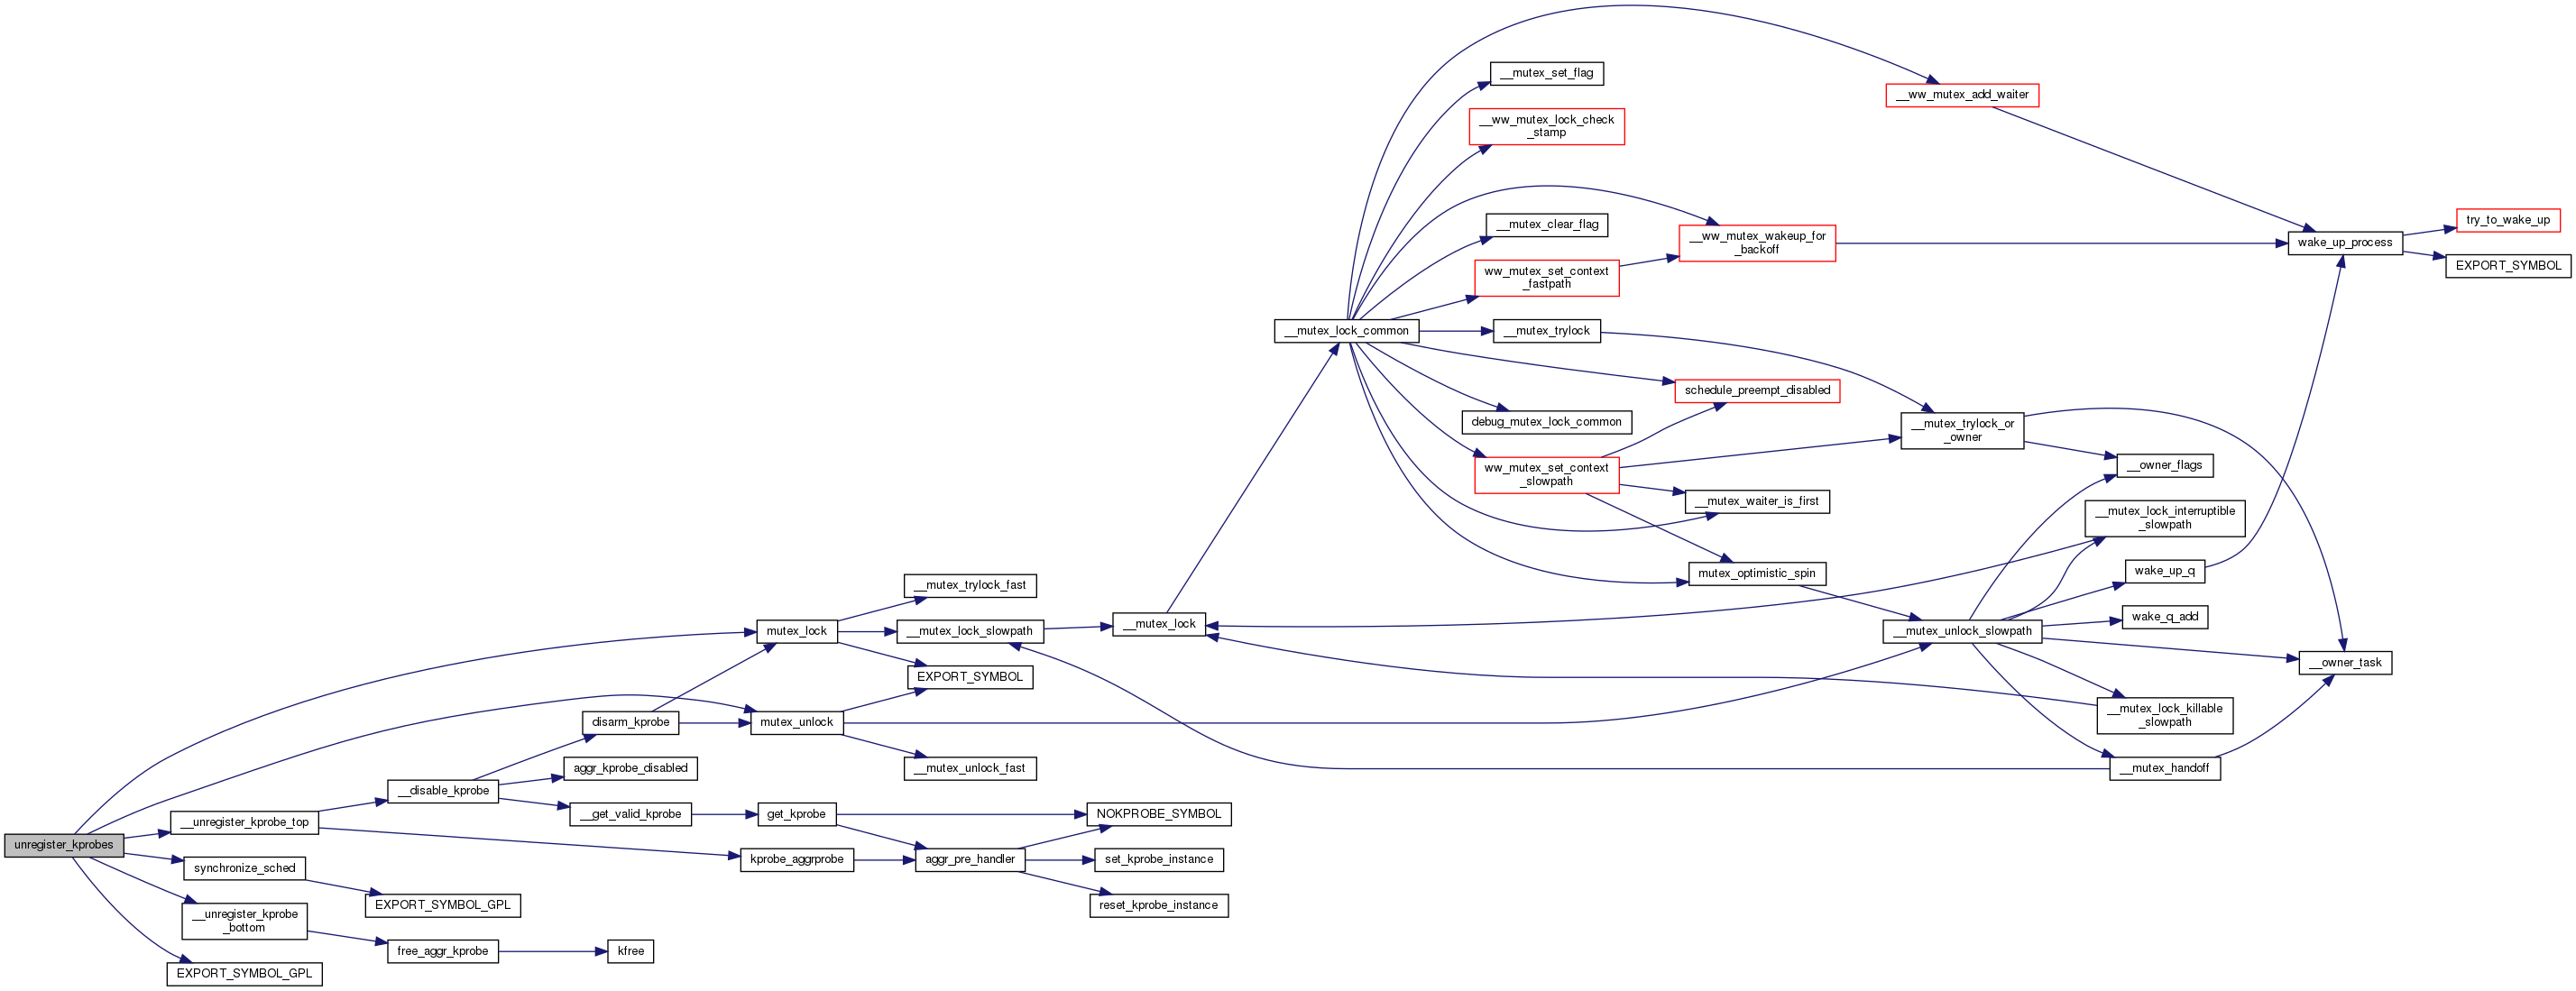 __mutex_set_flag
__ww_mutex_add_waiter
__ww_mutex_lock_check
_stamp
__mutex_clear_flag
__ww_mutex_wakeup_for
_backoff
try_to_wake_up
wake_up_process
EXPORT_SYMBOL
ww_mutex_set_context
_fastpath
__mutex_lock_common
__mutex_trylock
schedule_preempt_disabled
debug_mutex_lock_common
__mutex_trylock_or
_owner
ww_mutex_set_context
_slowpath
__owner_flags
__mutex_waiter_is_first
__mutex_lock_interruptible
_slowpath
mutex_optimistic_spin
wake_up_q
__mutex_trylock_fast
mutex_lock
__mutex_lock_slowpath
__mutex_lock
__mutex_unlock_slowpath
wake_q_add
EXPORT_SYMBOL
__owner_task
disarm_kprobe
mutex_unlock
__mutex_lock_killable
_slowpath
aggr_kprobe_disabled
__mutex_unlock_fast
__mutex_handoff
__disable_kprobe
__get_valid_kprobe
get_kprobe
NOKPROBE_SYMBOL
__unregister_kprobe_top
unregister_kprobes
kprobe_aggrprobe
aggr_pre_handler
set_kprobe_instance
synchronize_sched
EXPORT_SYMBOL_GPL
reset_kprobe_instance
__unregister_kprobe
_bottom
free_aggr_kprobe
kfree
EXPORT_SYMBOL_GPL